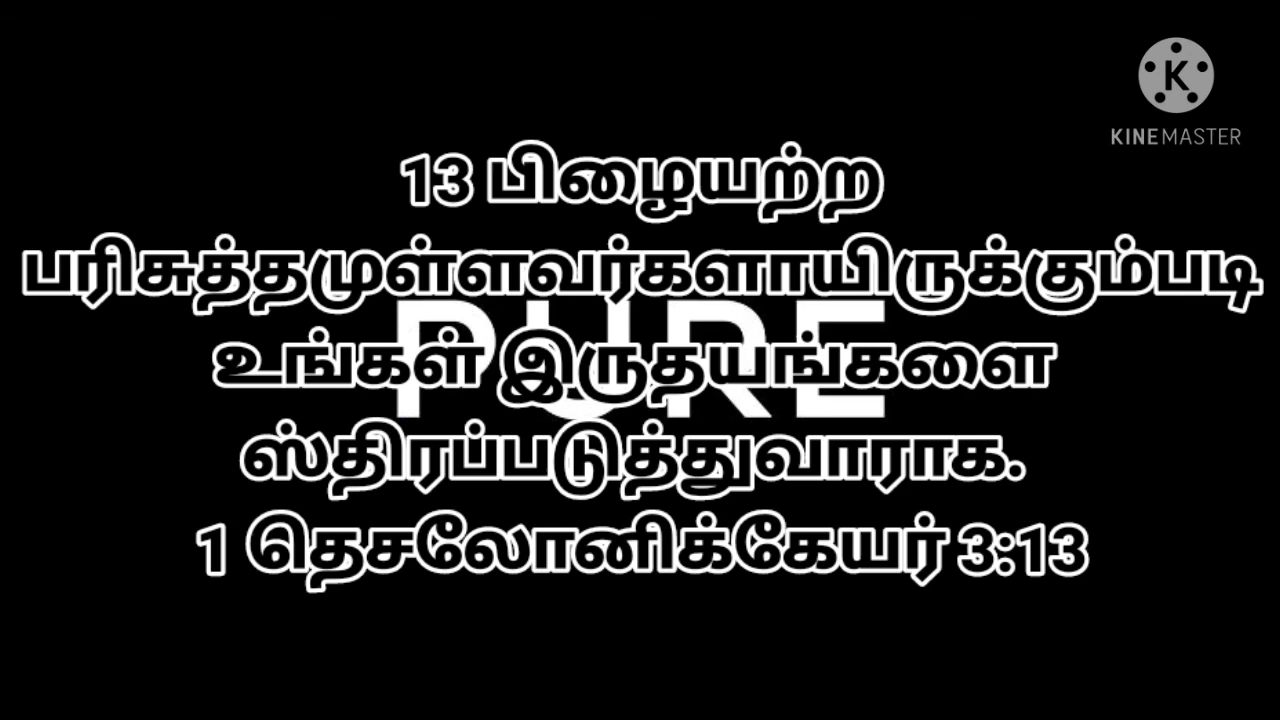 K
KINEMASTER
13 பிழையற்ற
பரிசுத்தமுள்ளவர்களாயிருக்கும்படி
PURE
உங்கள் இருதயங்களை
ஸ்திரப்படுத்துவாராக.
1 தெசலோனிக்கேயர் 3:13